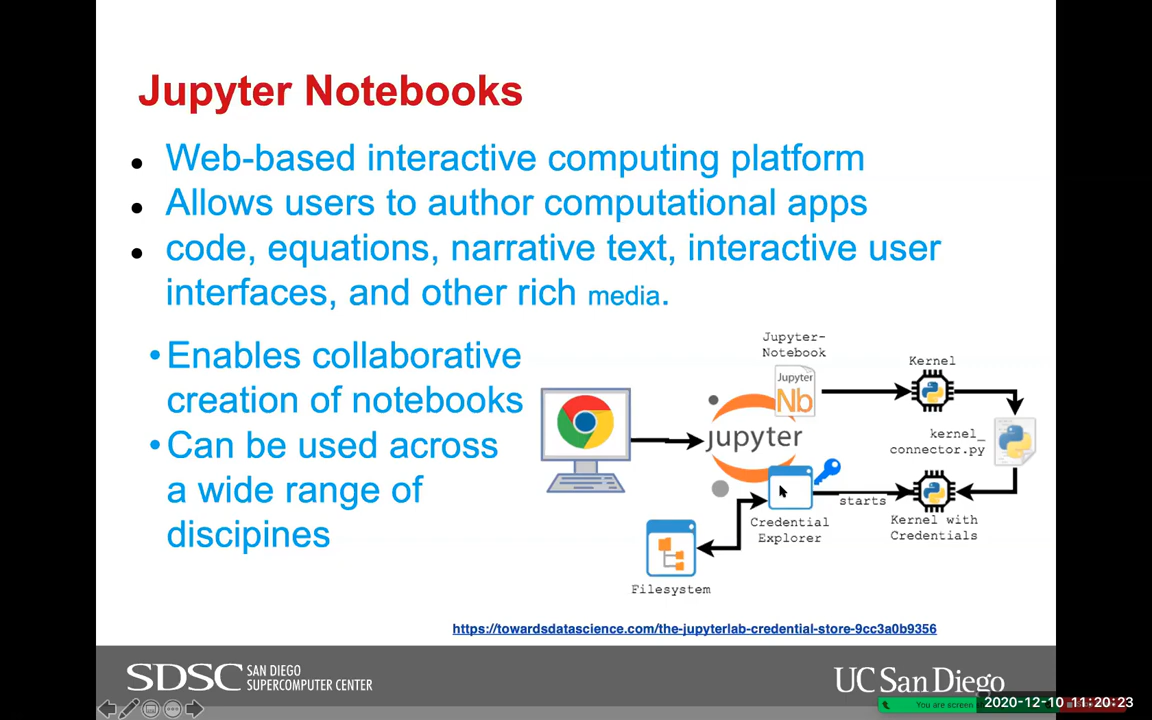 Jupyter Notebooks
Web-based interactive computing platform
Allows users to author computational apps
code, equations, narrative text, interactive user
interfaces, and other rich media.
Enables collaborative
creation of notebooks
Can be used across
a wide range of
discipines
Jupyter-
Notebook
Jupyter
Nb
Kernel
jupyter
kernel_
connector.py
starts
Credential
Explorer
Kernel with
Credentials
Filesystem
https://towardsdatascience.com/the-jupyterlab-credential-store-9cc3a0b9356
SDSC
SAN DIEGO
SUPERCOMPUTER CENTER
UC San Diego
You are screen
2020-12-10 11:20:23